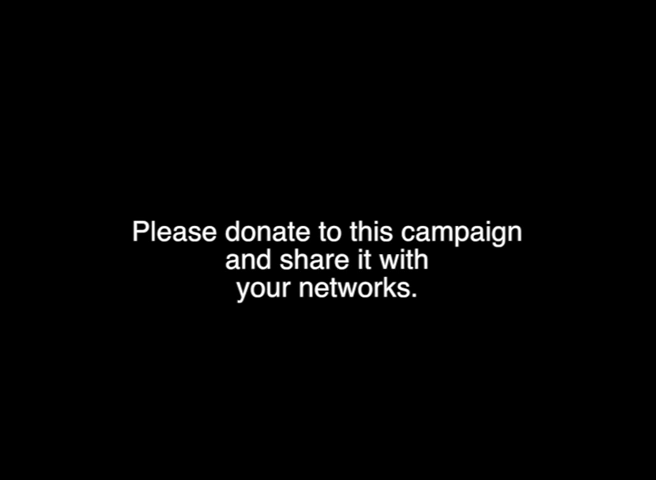 Please donate to this campaign
and share it with
your networks.